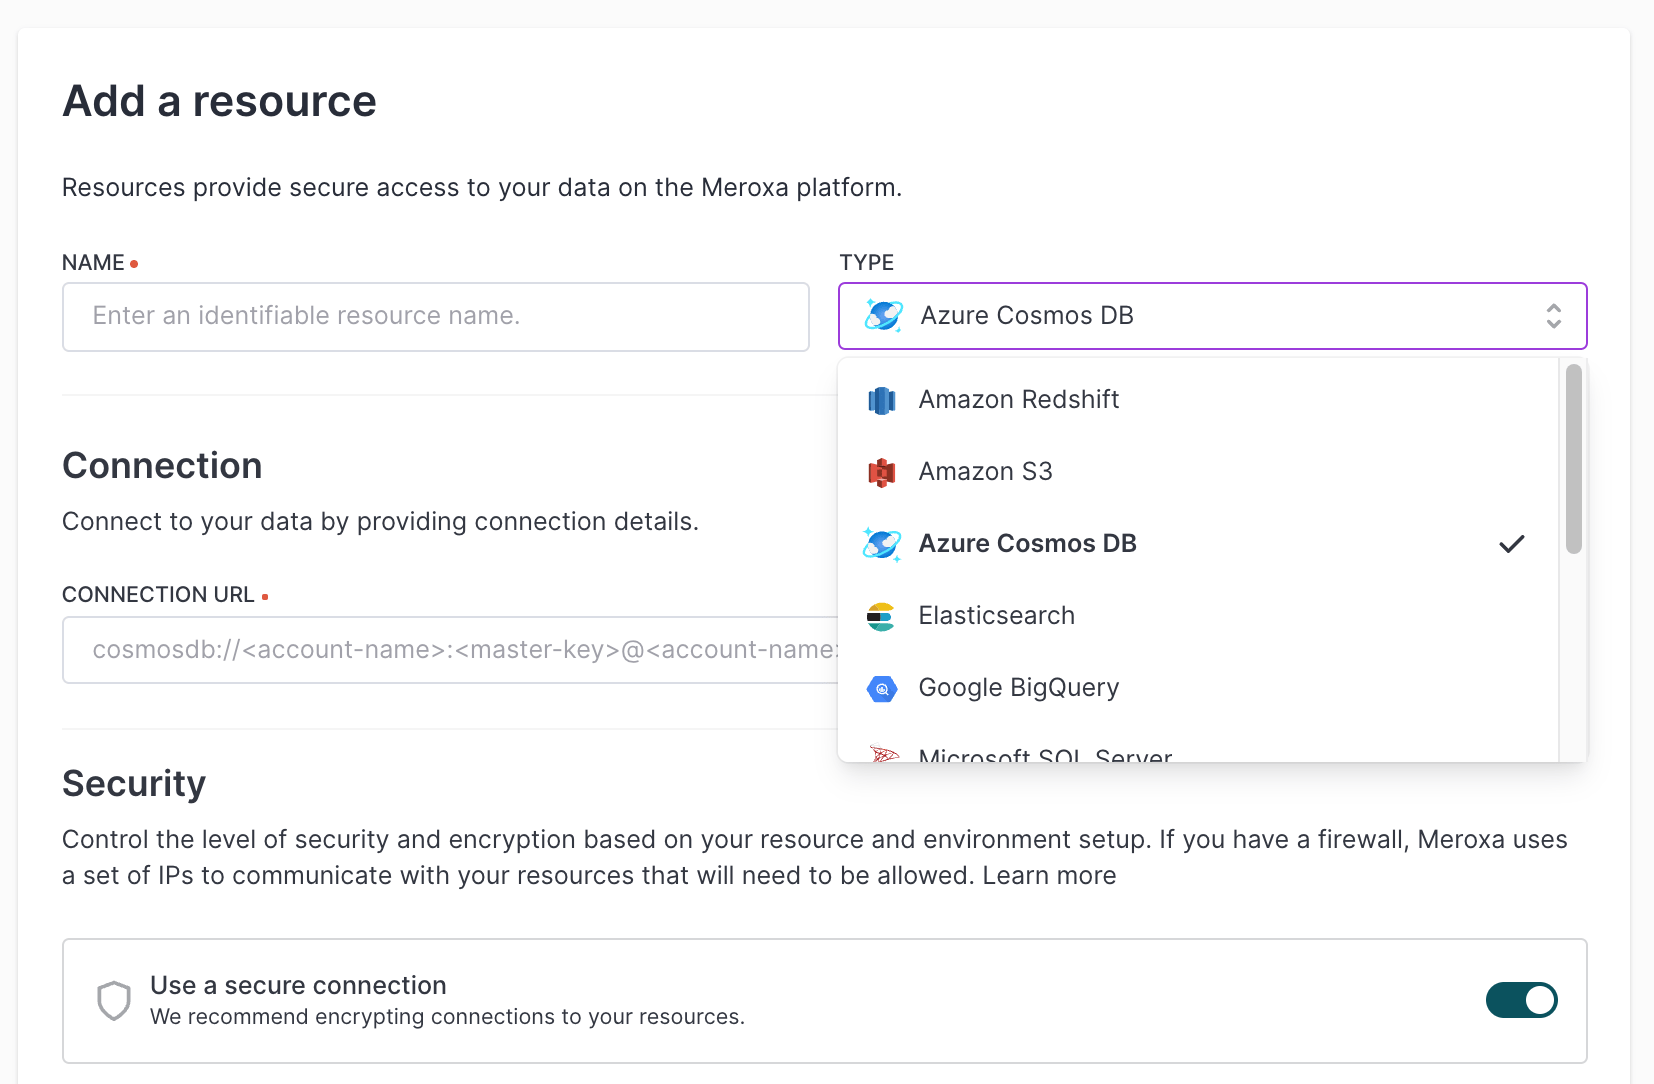 Add a resource
Resources provide secure access to your data on the Meroxa platform.
NAME
Enter an identifiable resource name.
TYPE
Azure Cosmos DB
Amazon Redshift
Amazon S3
Azure Cosmos DB
Elasticsearch
Google BigQuery
Microsoft SQL Server
Connection
Connect to your data by providing connection details.
CONNECTION URL
cosmosdb://<account-name>:<master-key>@<account-name>:
Security
Control the level of security and encryption based on your resource and environment setup. If you have a firewall, Meroxa uses
a set of IPs to communicate with your resources that will need to be allowed. Learn more
Use a secure connection
We recommend encrypting connections to your resources.